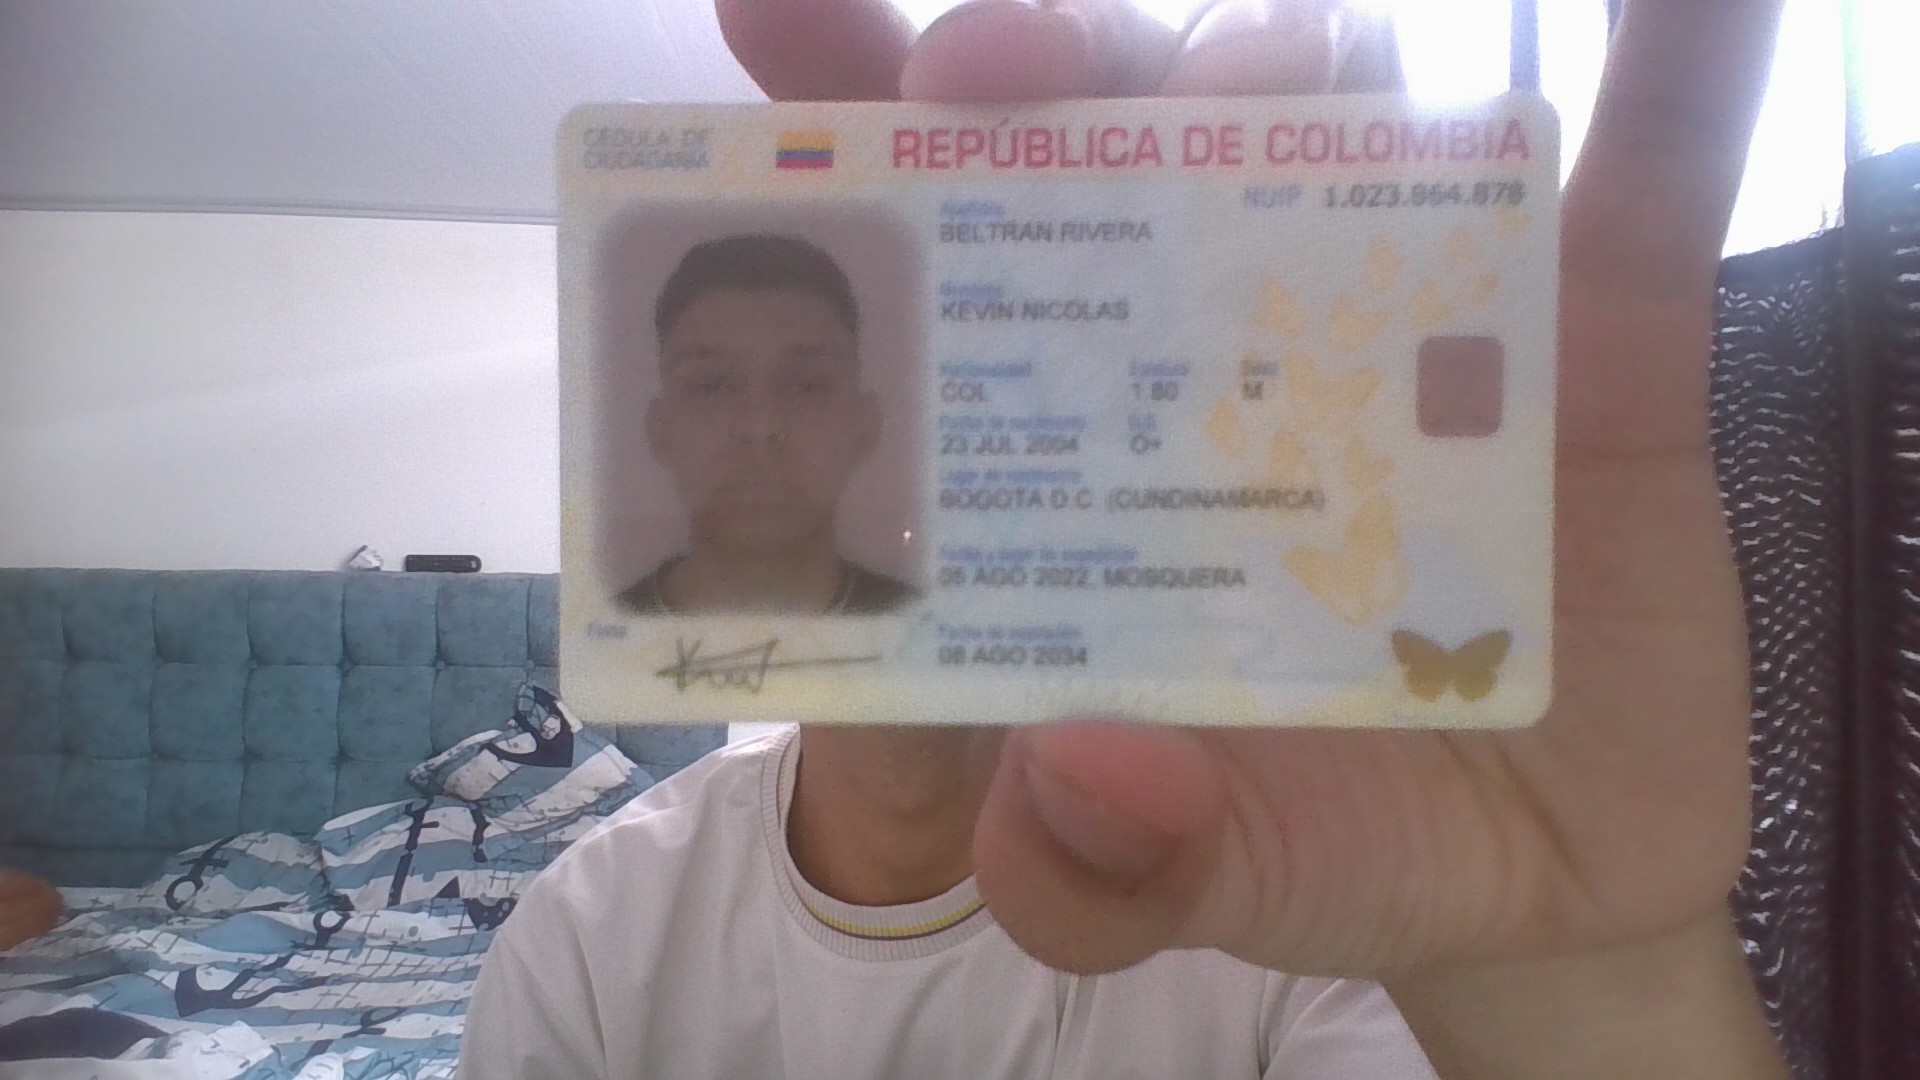 CÉDULA DE
CIUDADANÍA
REPÚBLICA DE COLOMBIA
NUIP 1.023.864.878
Apellidos
BELTRAN RIVERA
Nombres
KEVIN NICOLAS
Nacionalidad Estatura Sexo
COL 1.80 M
Fecha de nacimiento G.S.
23 JUL 2004 O+
Lugar de nacimiento
BOGOTA D.C. (CUNDINAMARCA)
Fecha y lugar de expedición
05 AGO 2022, MOSQUERA
Fecha de expiración
08 AGO 2034
Firma